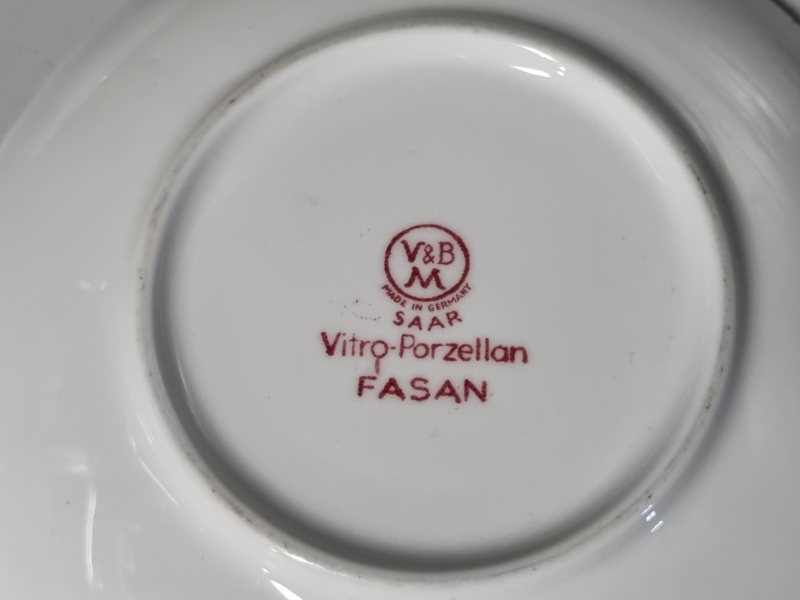 V&B
M
MADE IN GERMANY
SAAR
Vitro-Porzellan
FASAN